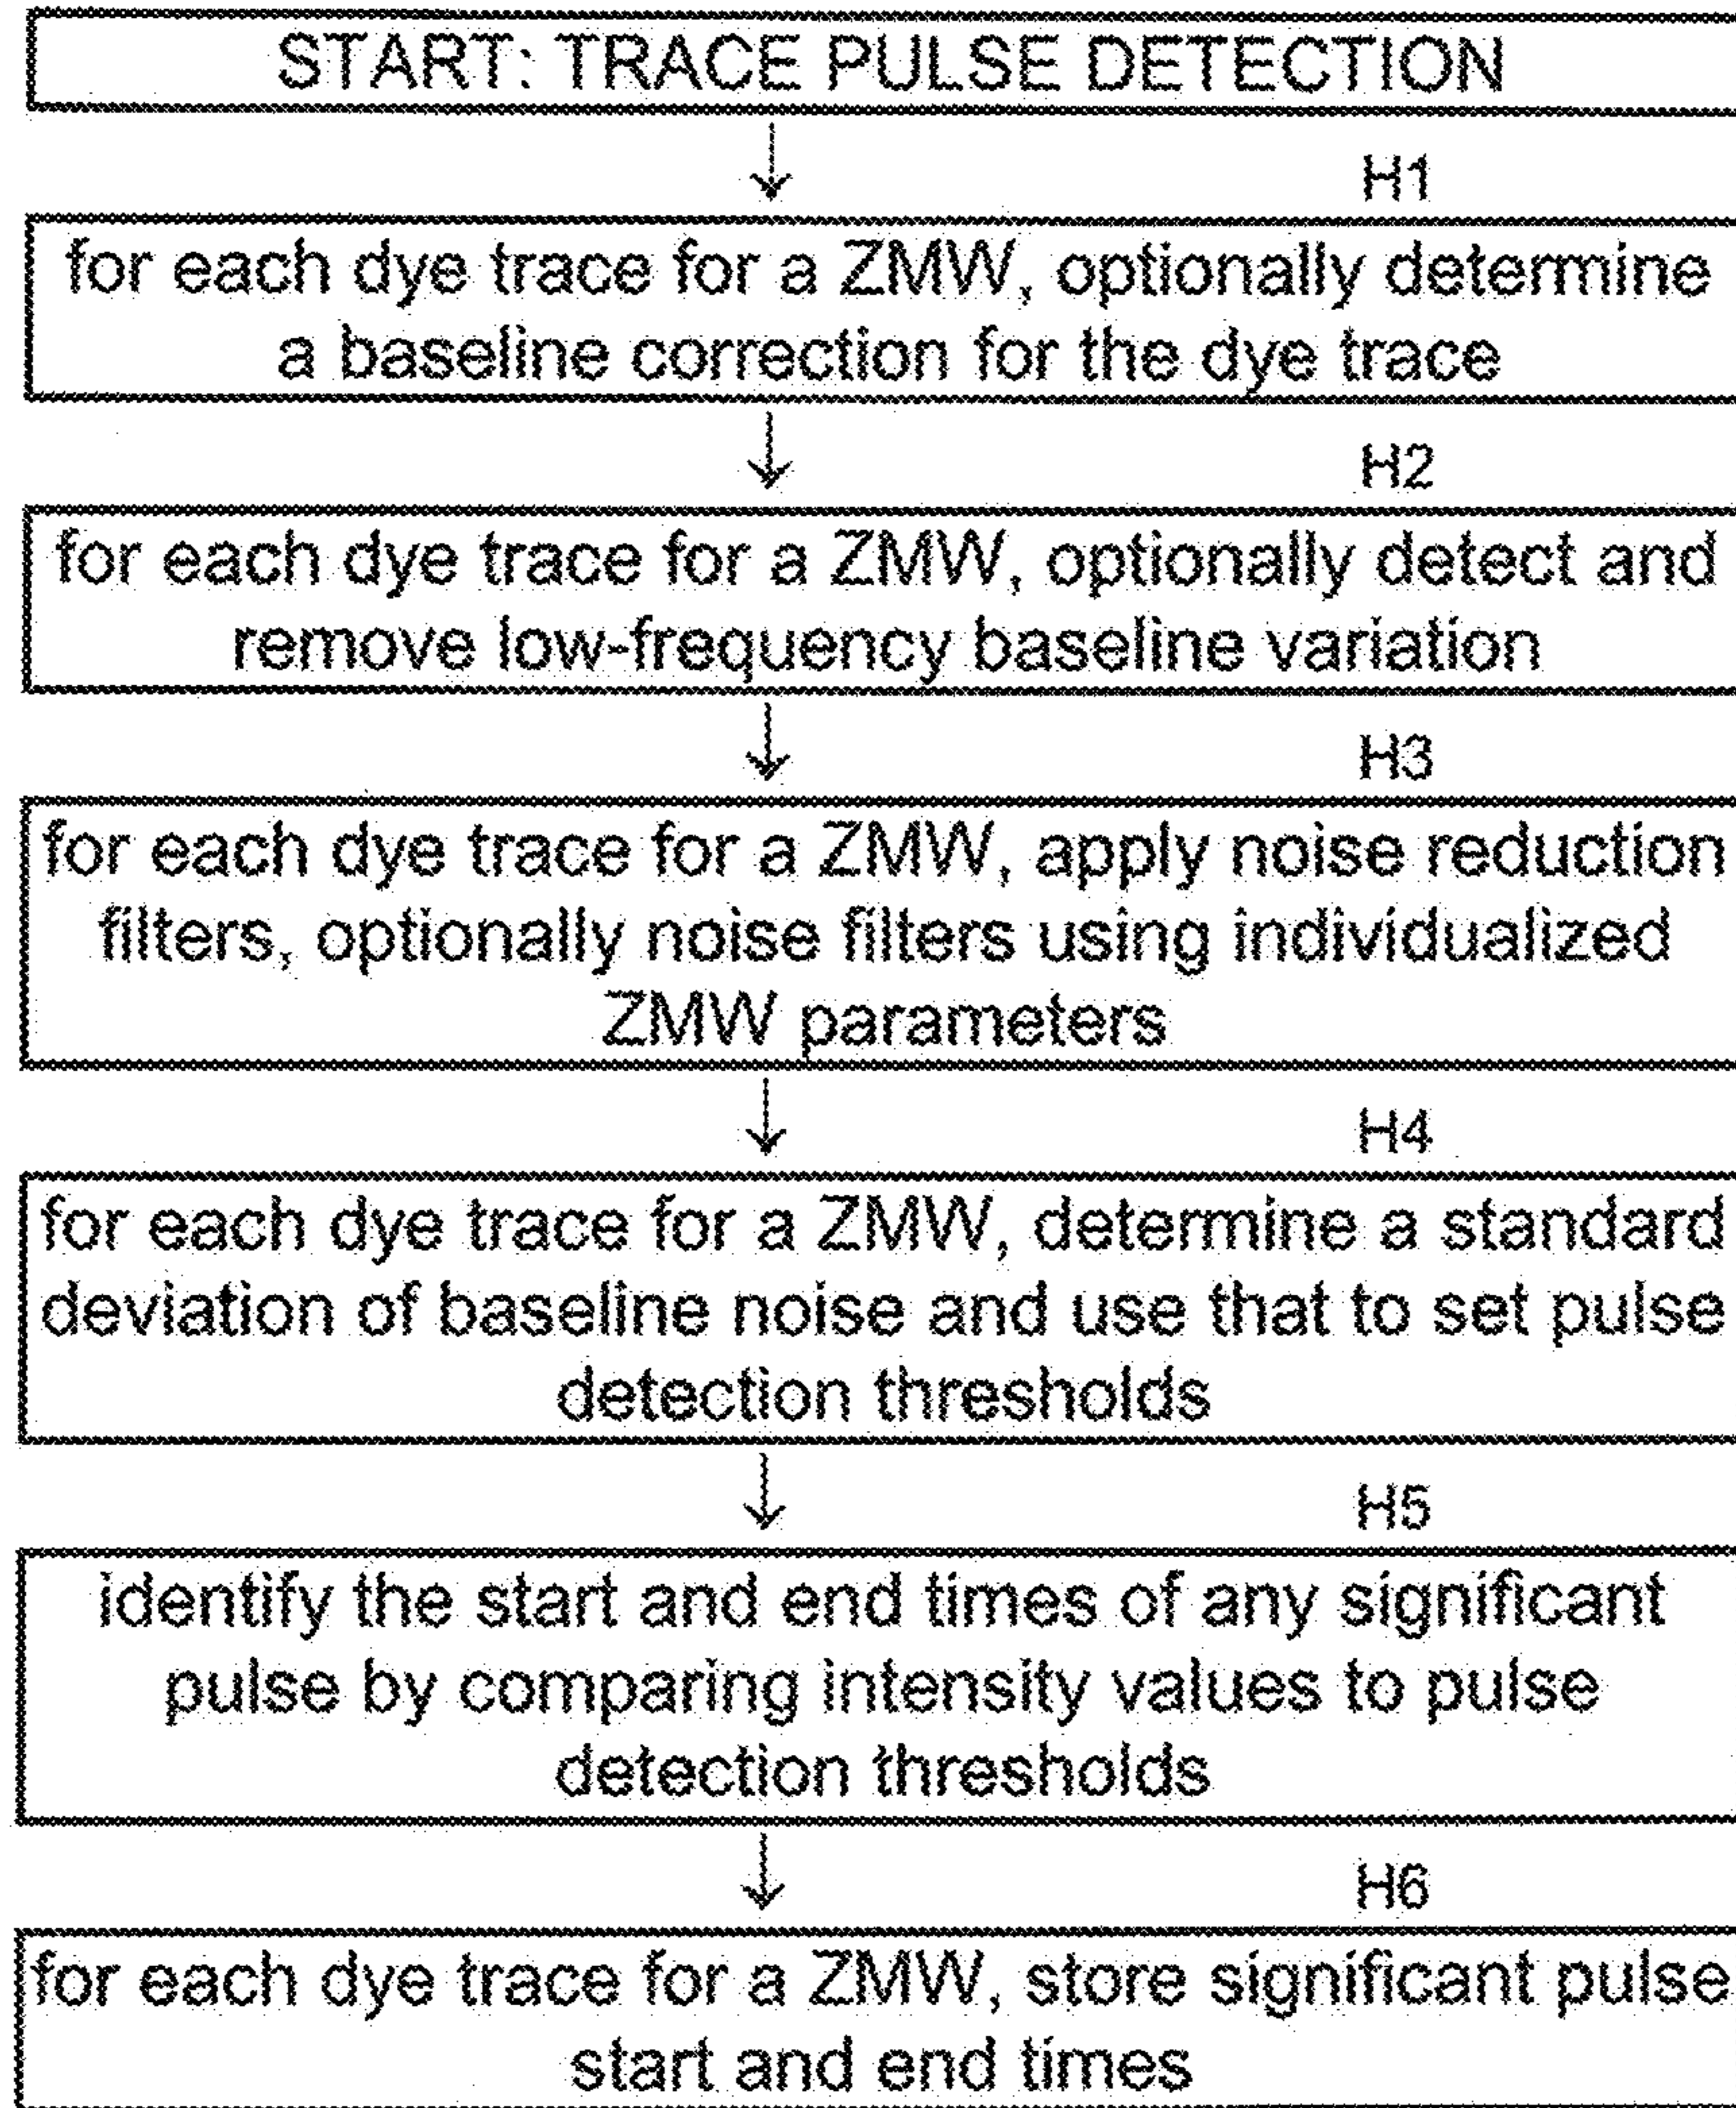 START: TRACE PULSE DETECTION
H1
for each dye trace for a ZMW, optionally determine
a baseline correction for the dye trace
H2
for each dye trace for a ZMW, optionally detect and
remove low-frequency baseline variation
H3
for each dye trace for a ZMW, apply noise reduction
filters, optionally noise filters using individualized
ZMW parameters
H4
for each dye trace for a ZMW, determine a standard
deviation of baseline noise and use that to set pulse
detection thresholds
H5
identify the start and end times of any significant
pulse by comparing intensity values to pulse
detection thresholds
H6
for each dye trace for a ZMW, store significant pulse
start and end times